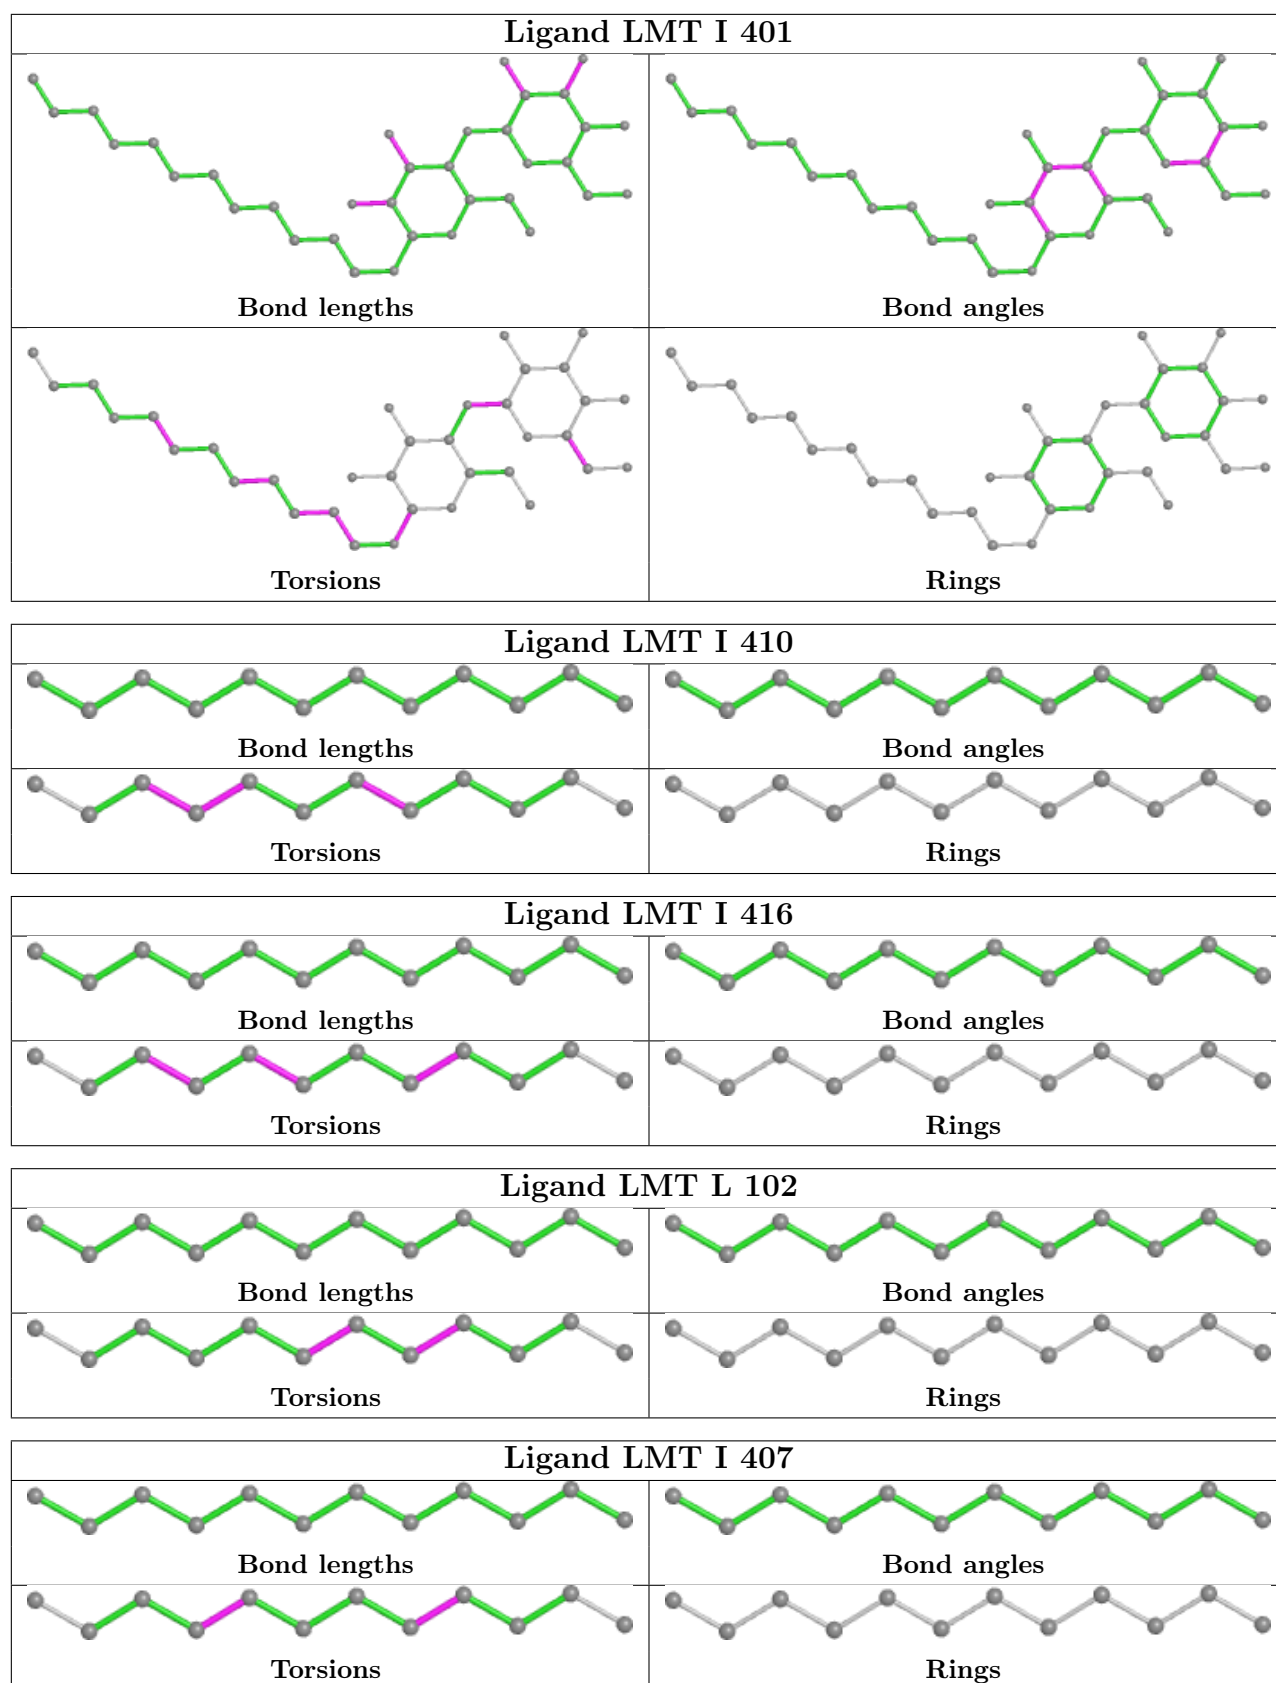 Ligand LMT I 401
Bond lengths
Bond angles
Torsions
Rings
Ligand LMT I 410
Bond lengths
Bond angles
Torsions
Rings
Ligand LMT I 416
Bond lengths
Bond angles
Torsions
Rings
Ligand LMT L 102
Bond lengths
Bond angles
Torsions
Rings
Ligand LMT I 407
Bond lengths
Bond angles
Torsions
Rings